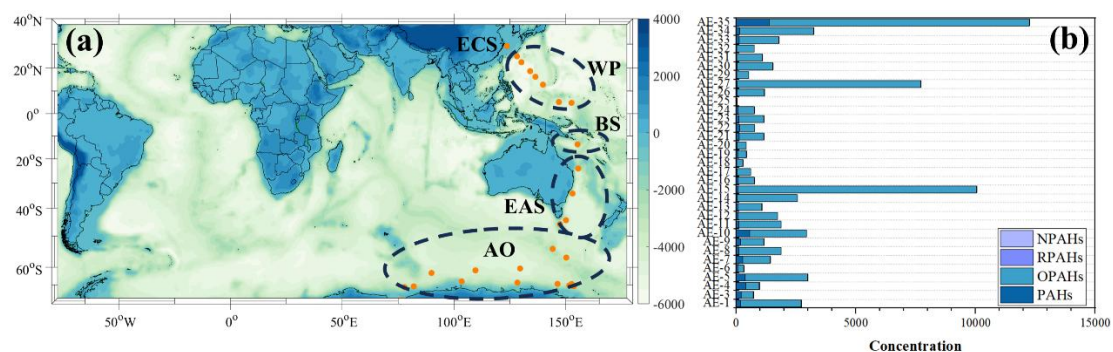 (a)
40°N
20°N
0°
20°S
40°S
60°S
50°W
0°
50°E
100°E
150°E
ECS
WP
BS
EAS
AO
4000
2000
0
-2000
-4000
-6000
(b)
AE-35
AE-34
AE-33
AE-32
AE-31
AE-30
AE-29
AE-27
AE-26
AE-25
AE-24
AE-23
AE-22
AE-21
AE-20
AE-19
AE-18
AE-17
AE-16
AE-15
AE-14
AE-13
AE-12
AE-11
AE-10
AE-9
AE-8
AE-7
AE-6
AE-5
AE-4
AE-1
NPAHs
RPAHs
OPAHs
PAHs
0
5000
10000
15000
Concentration